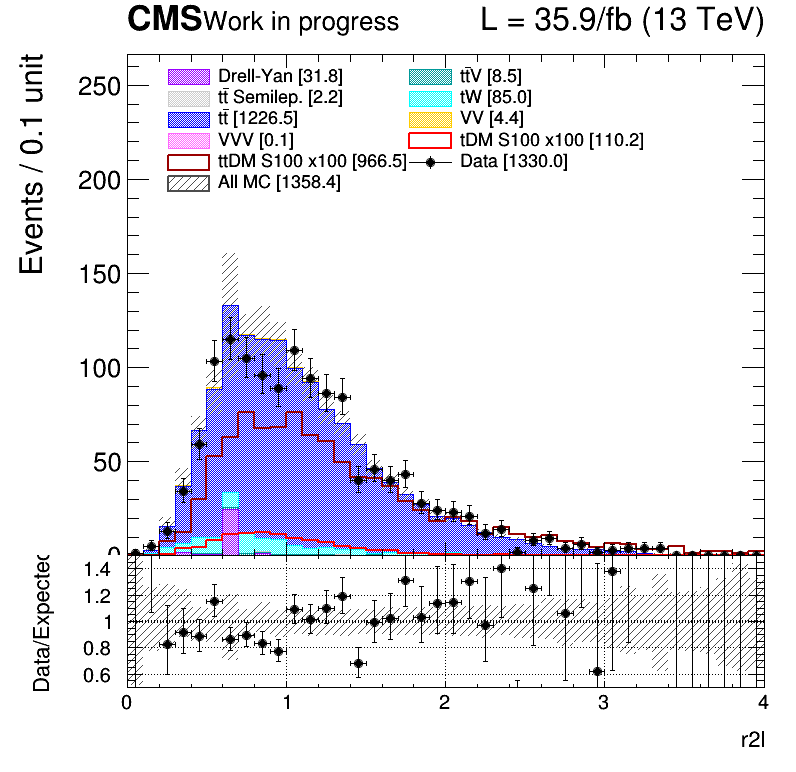 CMS Work in progress L = 35.9/fb (13 TeV)
Events / 0.1 unit
250
200
150
100
50
0
Drell-Yan [31.8]
tt̄ Semilep. [2.2]
tt̄ [1226.5]
VVV [0.1]
ttDM S100 x100 [966.5]
All MC [1358.4]
tt̄V [8.5]
tW [85.0]
VV [4.4]
tDM S100 x100 [110.2]
Data [1330.0]
Data/Expected
1.4
1.2
1
0.8
0.6
0 1 2 3 4
r2l